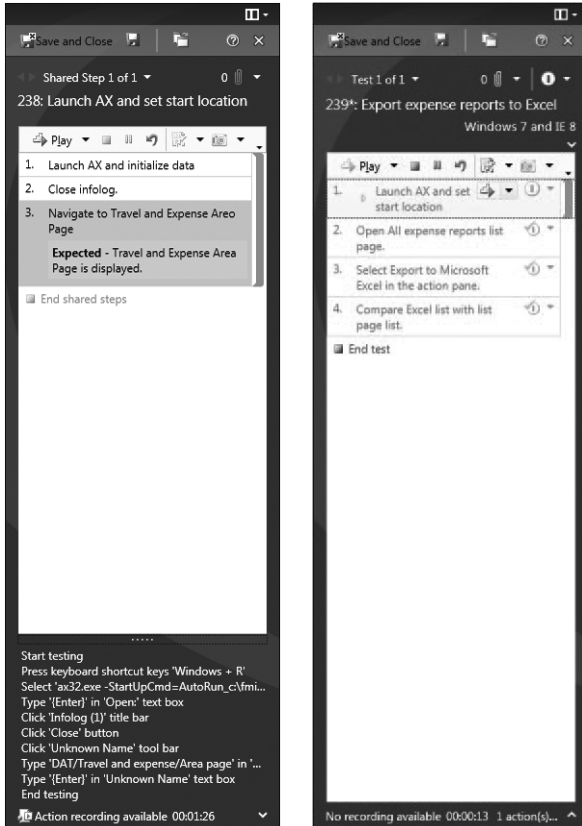 Save and Close
Shared Step 1 of 1
0
238: Launch AX and set start location
Play
1. Launch AX and initialize data
2. Close infolog.
3. Navigate to Travel and Expense Areo
Page
Expected - Travel and Expense Area
Page is displayed.
End shared steps
Start testing
Press keyboard shortcut keys 'Windows + R'
Select 'ax32.exe -StartUpCmd=AutoRun_c:\fmi...
Type '{Enter}' in 'Open:' text box
Click 'Infolog (1)' title bar
Click 'Close' button
Click 'Unknown Name' tool bar
Type 'DAT/Travel and expense/Area page' in '...
Type '{Enter}' in 'Unknown Name' text box
End testing
Action recording available 00:01:26
Save and Close
Test 1 of 1
0
239*: Export expense reports to Excel
Windows 7 and IE 8
Play
1. Launch AX and set
start location
2. Open All expense reports list
page.
3. Select Export to Microsoft
Excel in the action pane.
4. Compare Excel list with list
page list.
End test
No recording available 00:00:13 1 action(s)...